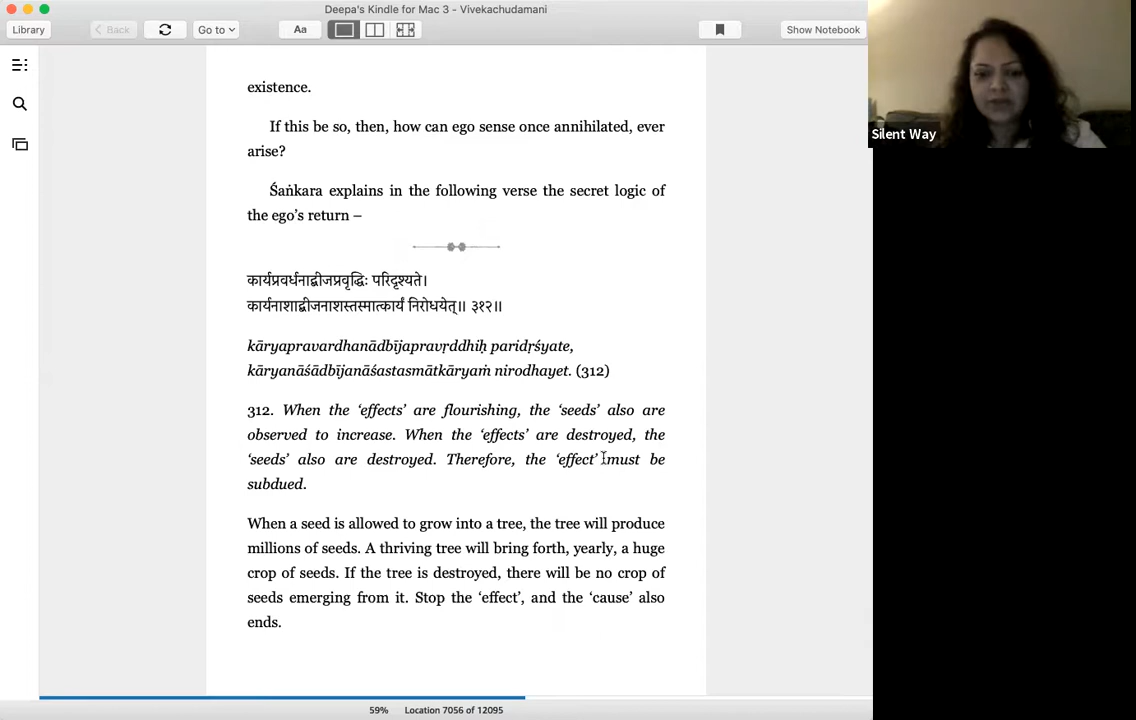 Deepa's Kindle for Mac 3 - Vivekachudamani
Library
Back
Go to
Aa
Show Notebook
Silent Way
existence.
If this be so, then, how can ego sense once annihilated, ever
arise?
Śaṅkara explains in the following verse the secret logic of
the ego's return –
कार्यप्रवर्धनाद्बीजप्रवृद्धिः परिदृश्यते।
कार्यनाशाद्बीजनाशस्तस्मात्कार्यं निरोधयेत्॥ ३१२॥
kāryapravardhanādbījapravṛddhiḥ paridṛśyate,
kāryanāśādbījanāśastasmātkāryaṁ nirodhayet. (312)
312. When the ‘effects’ are flourishing, the ‘seeds’ also are
observed to increase. When the ‘effects’ are destroyed, the
‘seeds’ also are destroyed. Therefore, the ‘effect’ must be
subdued.
When a seed is allowed to grow into a tree, the tree will produce
millions of seeds. A thriving tree will bring forth, yearly, a huge
crop of seeds. If the tree is destroyed, there will be no crop of
seeds emerging from it. Stop the ‘effect’, and the ‘cause’ also
ends.
59% Location 7056 of 12095